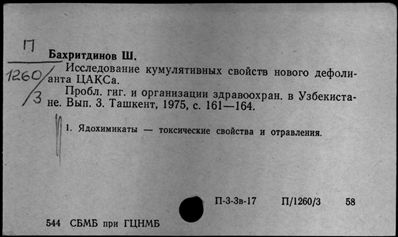 П
1260/3
Бахритдинов Ш.
Исследование кумулятивных свойств нового дефоли-
анта ЦАКСа.
Пробл. гиг. и организации здравоохран. в Узбекиста-
не. Вып. 3. Ташкент, 1975, с. 161—164.
1. Ядохимикаты — токсические свойства и отравления.
П-3-3в-17 П/1260/3 58
544 СБМБ при ГЦНМБ